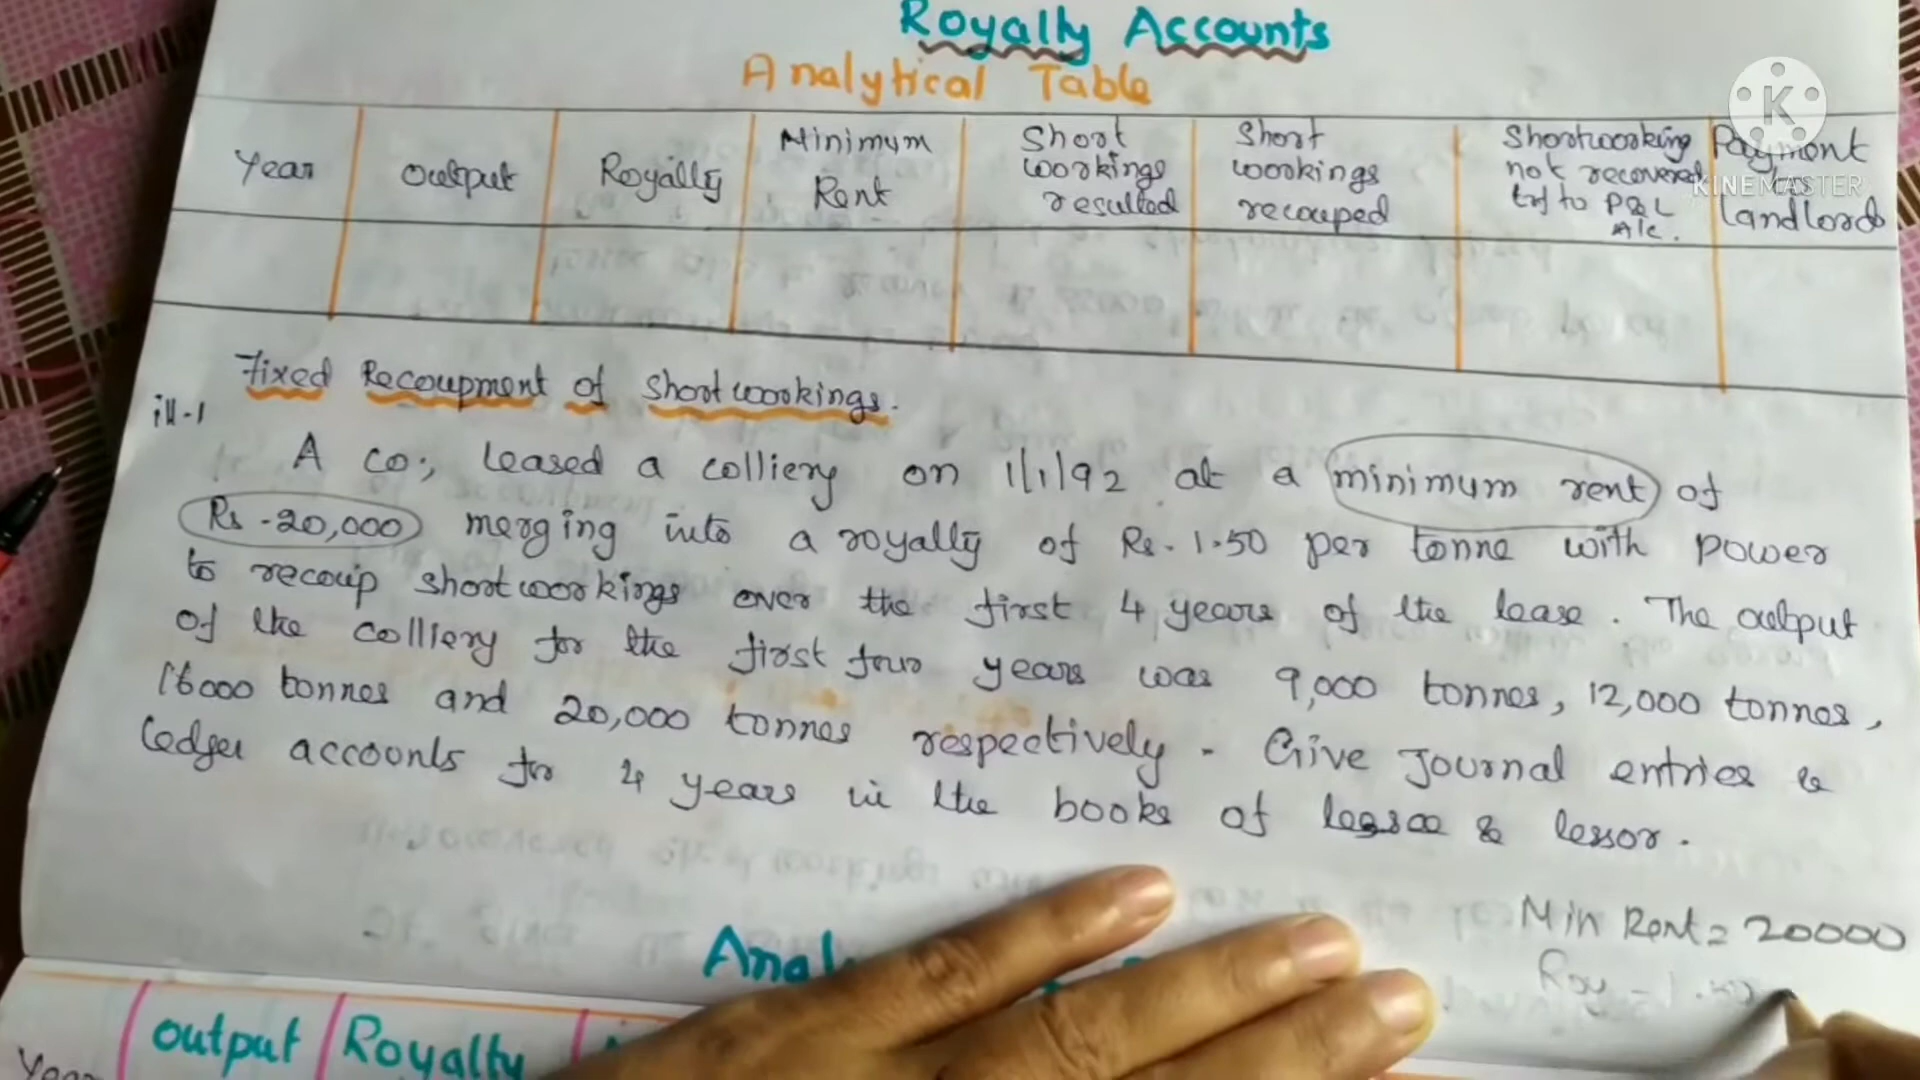 Royalty Accounts
Analytical Table
Year
output
Royalty
Minimum
Rent
Short
workings
resulted
Short
workings
recouped
Shortworking
not recovered
trf to P&L
A/c.
Payment
to
landlord
K
KINEMASTER
Fixed Recoupment of Shortworkings.
ill-1
A co., leased a colliery on 1/1/92 at a minimum rent of
Rs -20,000 merging into a royalty of Rs. 1.50 per tonne with power
to recoup shortworkings over the first 4 years of the lease. The output
of the colliery for the first four years was 9,000 tonnes, 12,000 tonnes,
16000 tonnes and 20,000 tonnes respectively - Give Journal entries &
Ledger accounts for 4 years in the books of lessee & lessor.
Min Rent = 20000
Roy - 1.50
Year
output
Royalty